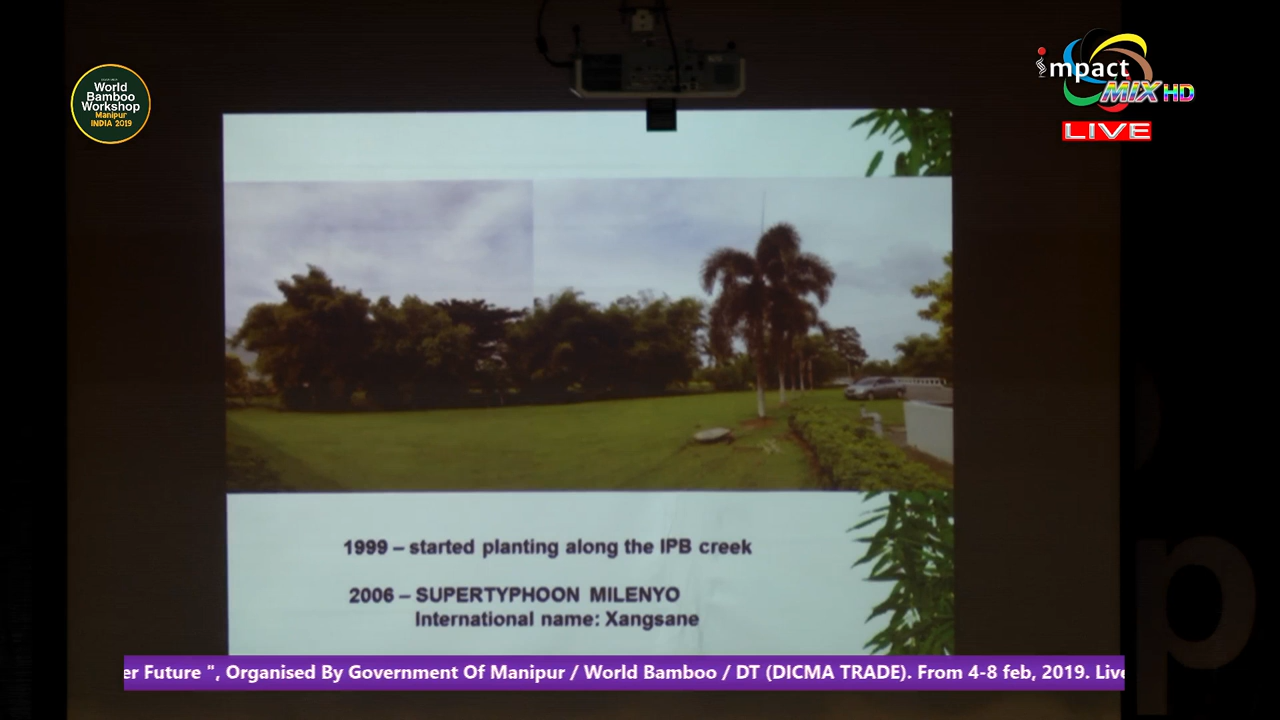 World
Bamboo
Workshop
Manipur
INDIA 2019
impact
MIX HD
LIVE
1999 – started planting along the IPB creek
2006 – SUPERTYPHOON MILENYO
International name: Xangsane
er Future ", Organised By Government Of Manipur / World Bamboo / DT (DICMA TRADE). From 4-8 feb, 2019. Live
p